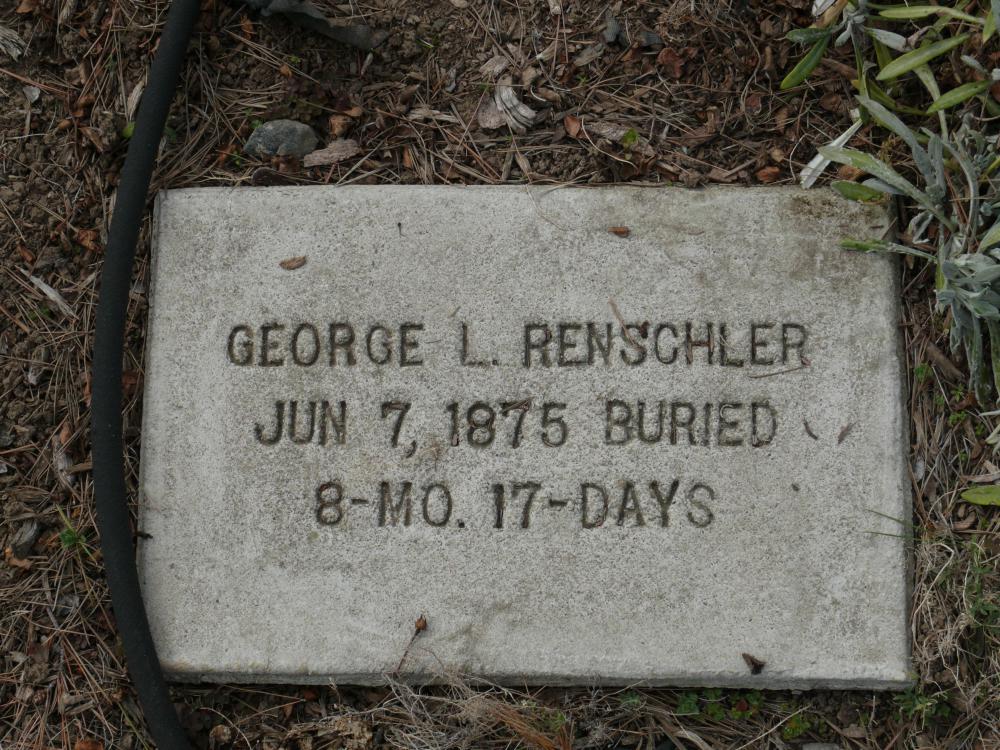 GEORGE L. RENSCHLER
JUN 7, 1875 BURIED
8-MO. 17-DAYS